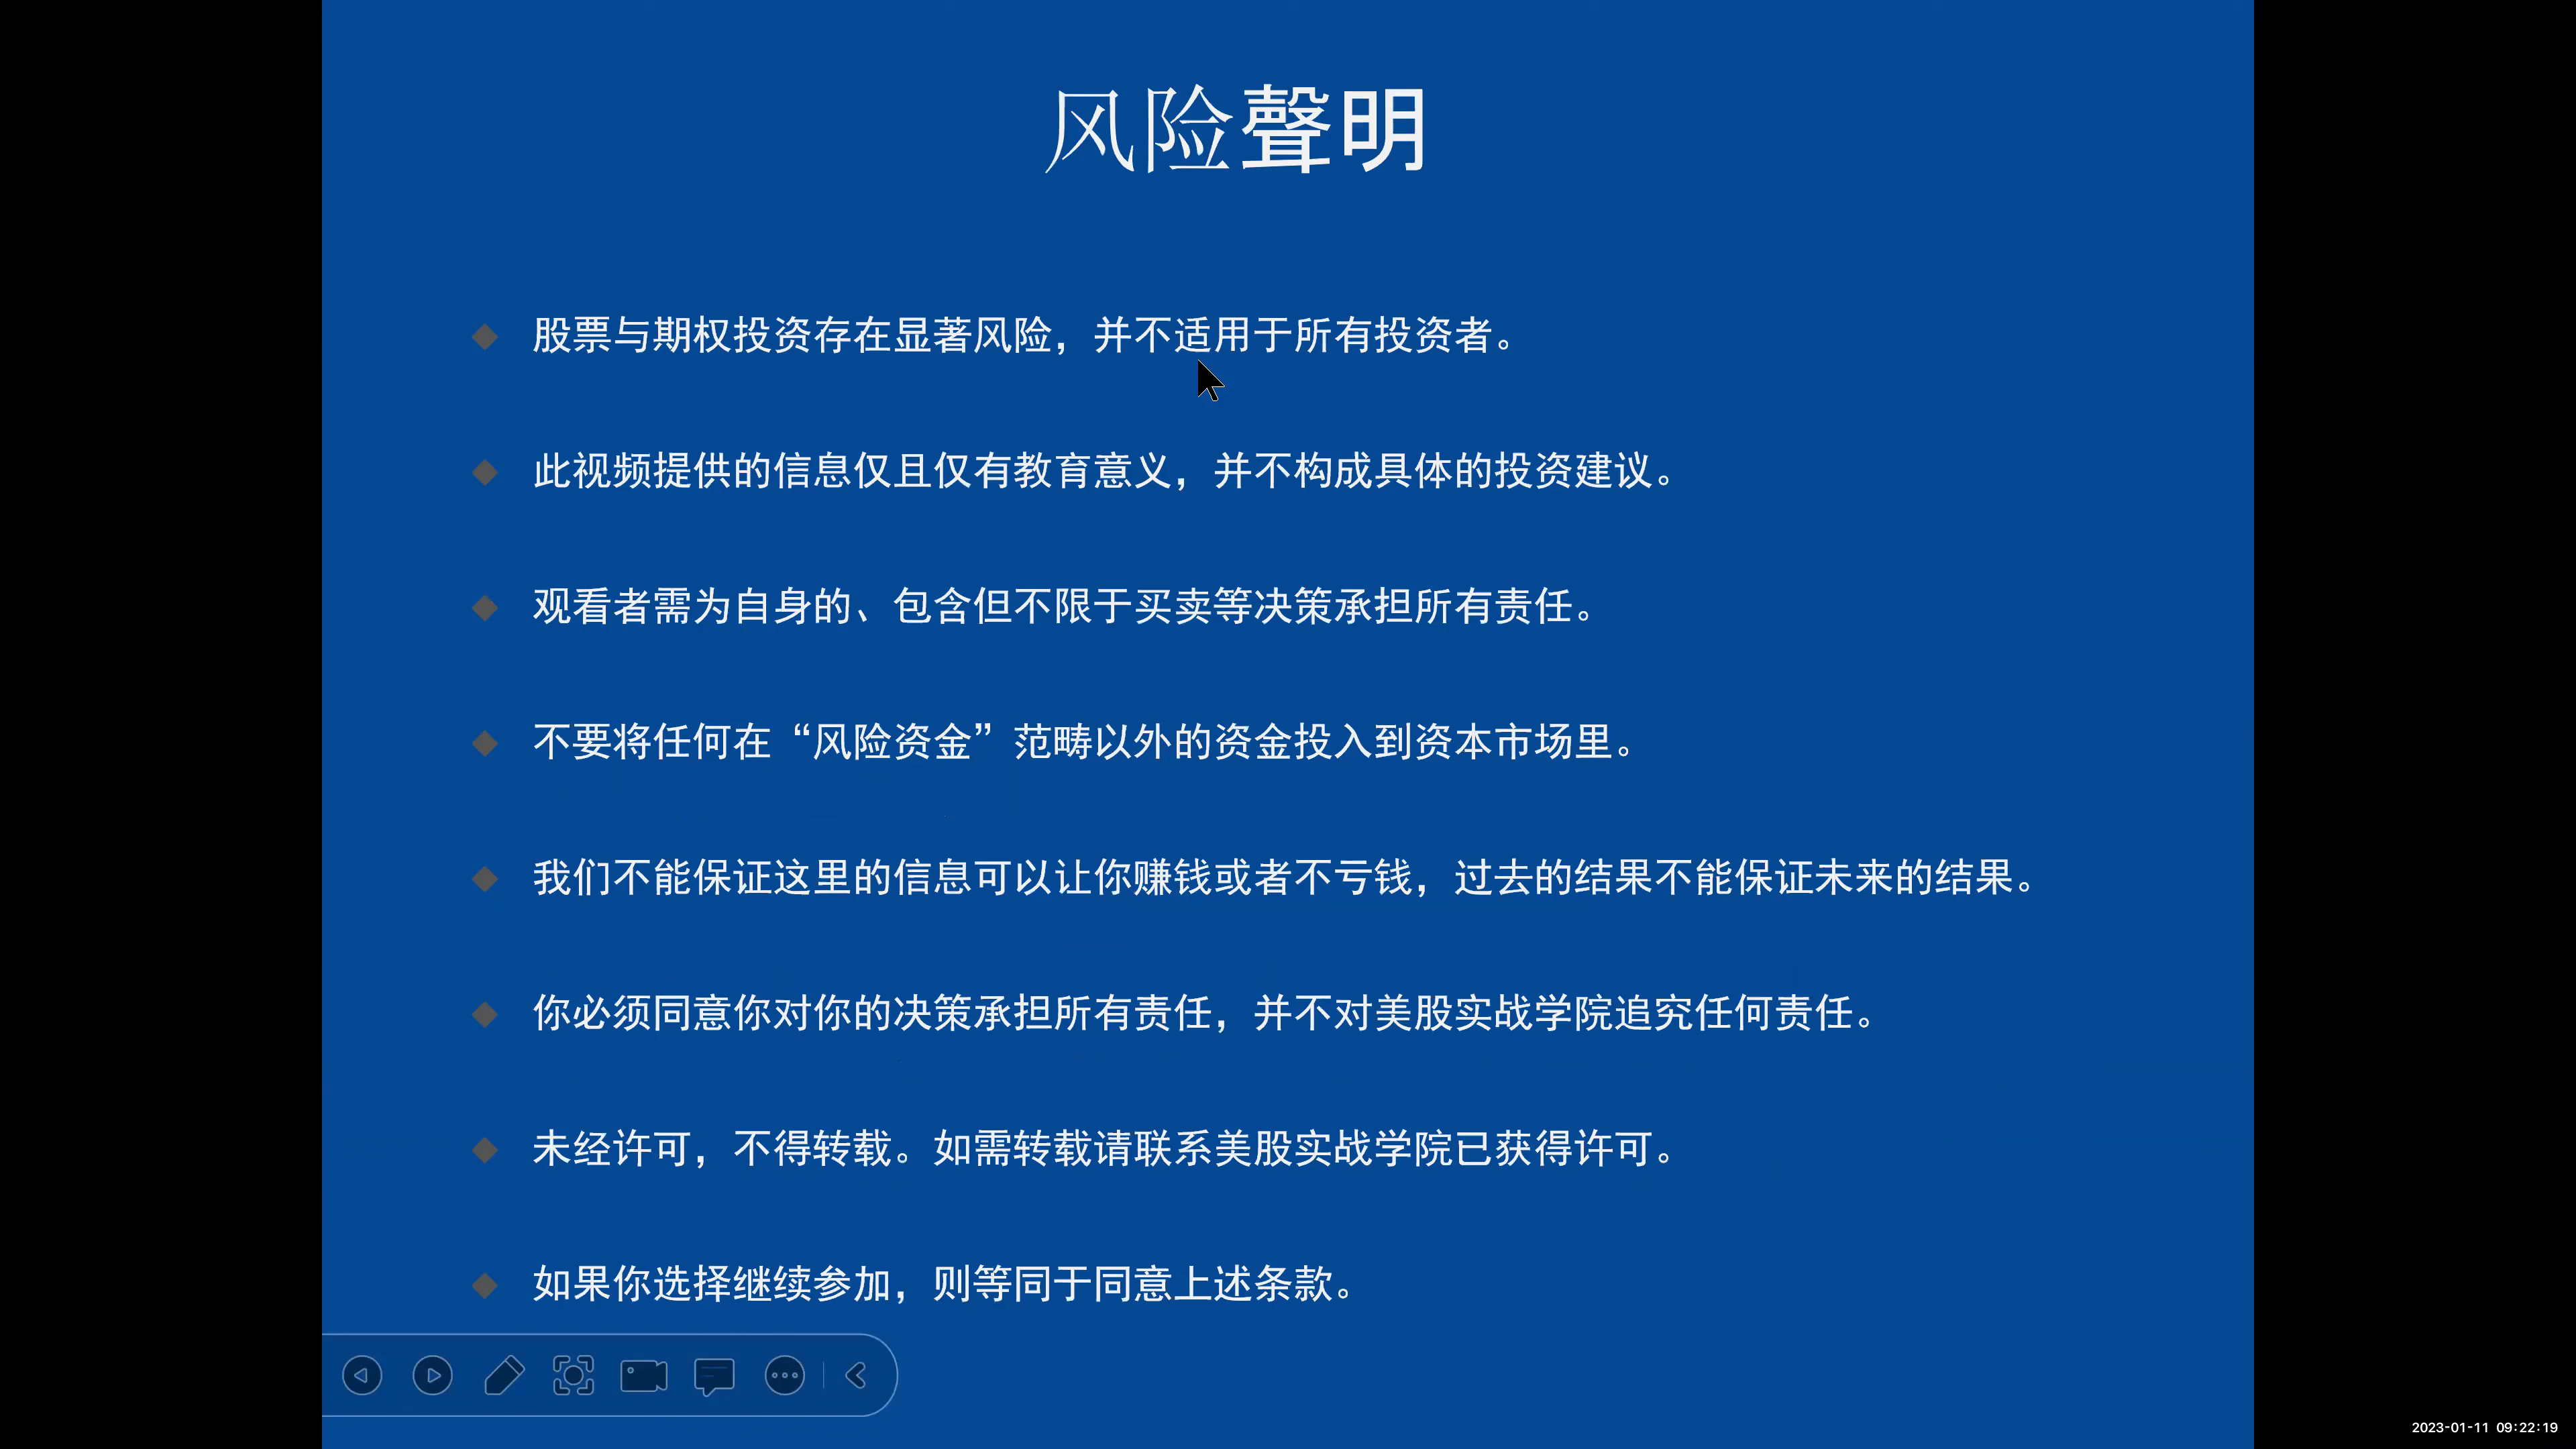 风险聲明
股票与期权投资存在显著风险，并不适用于所有投资者。
此视频提供的信息仅且仅有教育意义，并不构成具体的投资建议。
观看者需为自身的、包含但不限于买卖等决策承担所有责任。
不要将任何在“风险资金”范畴以外的资金投入到资本市场里。
我们不能保证这里的信息可以让你赚钱或者不亏钱，过去的结果不能保证未来的结果。
你必须同意你对你的决策承担所有责任，并不对美股实战学院追究任何责任。
未经许可，不得转载。如需转载请联系美股实战学院已获得许可。
如果你选择继续参加，则等同于同意上述条款。
2023-01-11 09:22:19